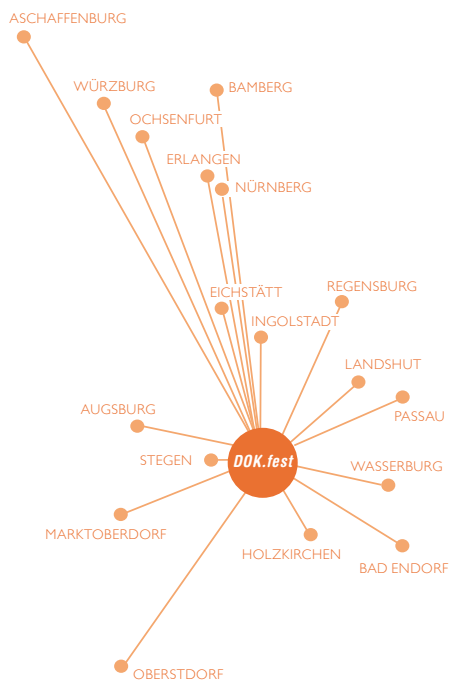 ASCHAFFENBURG
WÜRZBURG
BAMBERG
OCHSENFURT
ERLANGEN
NÜRNBERG
REGENSBURG
EICHSTÄTT
INGOLSTADT
LANDSHUT
AUGSBURG
PASSAU
STEGEN
DOK.fest
WASSERBURG
MARKTOBERDORF
HOLZKIRCHEN
BAD ENDORF
OBERSTDORF